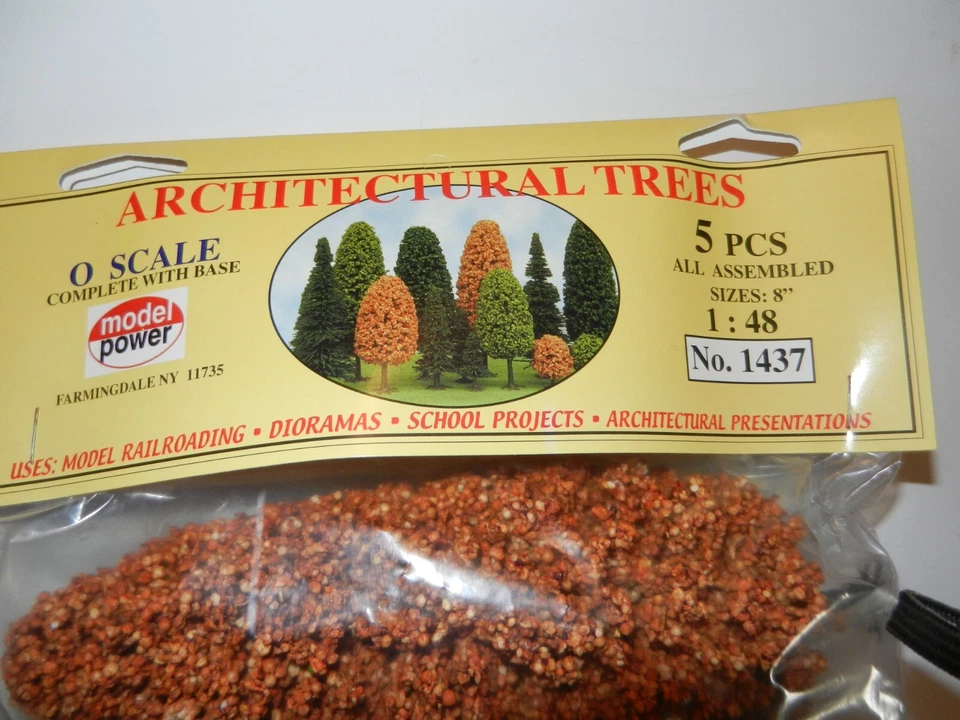 ARCHITECTURAL TREES
O SCALE
COMPLETE WITH BASE
model
power
FARMINGDALE NY 11735
5 PCS
ALL ASSEMBLED
SIZES: 8”
1 : 48
No. 1437
USES: MODEL RAILROADING ▪ DIORAMAS ▪ SCHOOL PROJECTS ▪ ARCHITECTURAL PRESENTATIONS